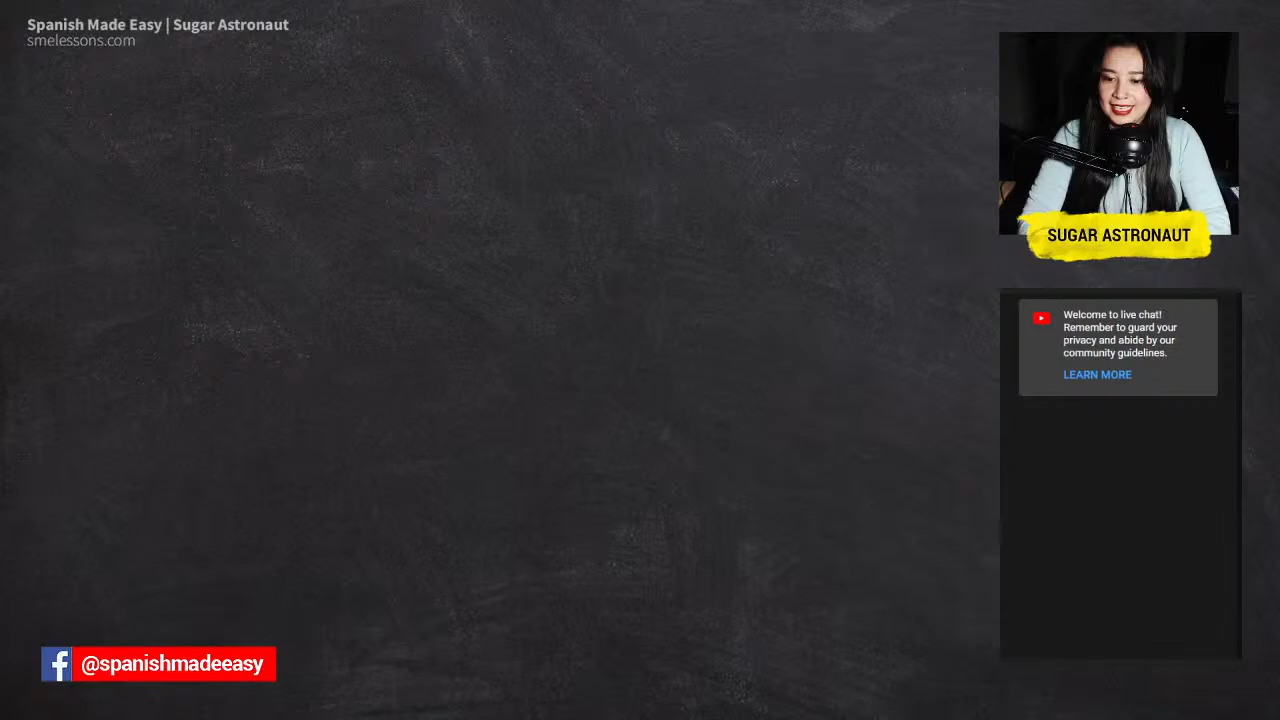 Spanish Made Easy | Sugar Astronaut
smelessons.com
SUGAR ASTRONAUT
Welcome to live chat!
Remember to guard your
privacy and abide by our
community guidelines.
LEARN MORE
@spanishmadeeasy